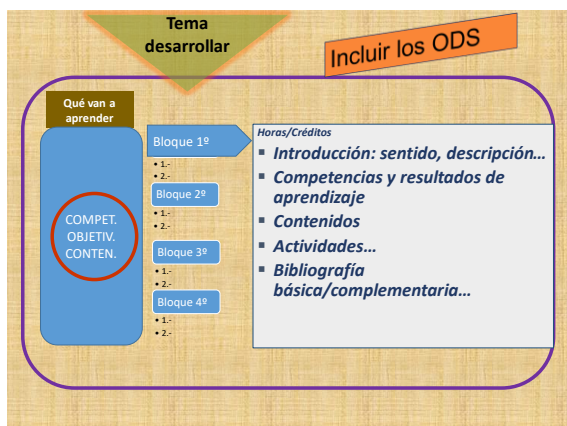 Tema
desarrollar
Incluir los ODS
Qué van a
aprender
COMPET.
OBJETIV.
CONTEN.
Bloque 1º
• 1.-
• 2.-
Bloque 2º
• 1.-
• 2.-
Bloque 3º
• 1.-
• 2.-
Bloque 4º
• 1.-
• 2.-
Horas/Créditos
▪ Introducción: sentido, descripción...
▪ Competencias y resultados de
aprendizaje
▪ Contenidos
▪ Actividades...
▪ Bibliografía
básica/complementaria...